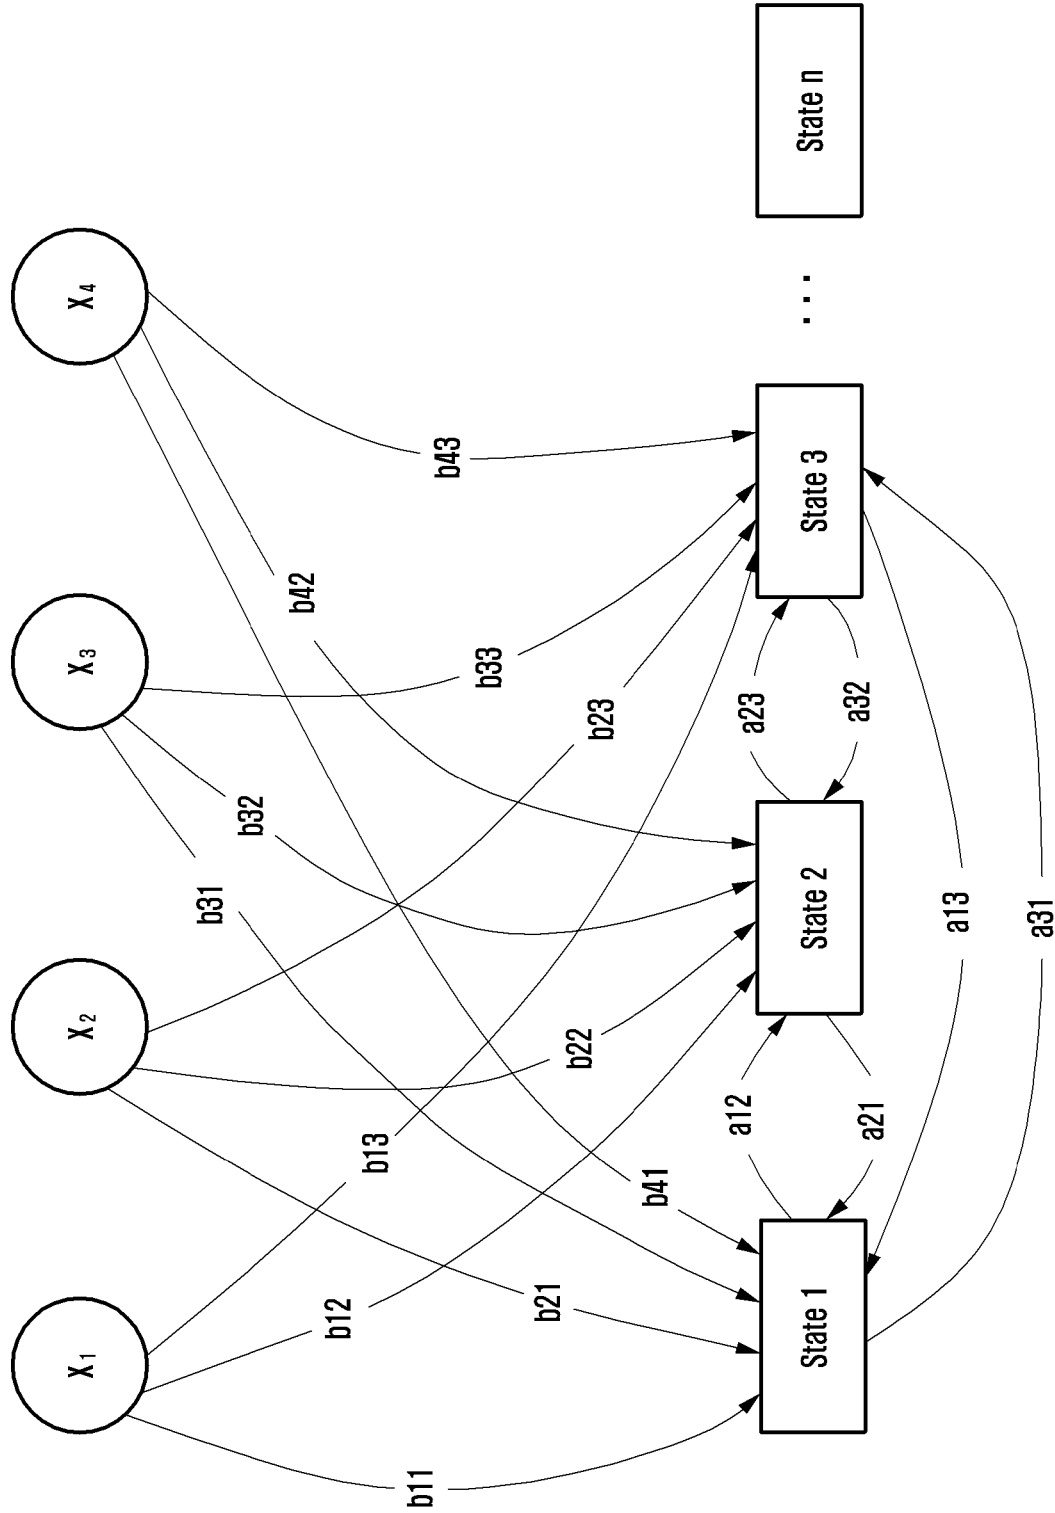 X1
X2
X3
X4
b11
b12
b13
b21
b22
b23
b31
b32
b33
b41
b42
b43
a12
a21
a23
a32
a13
a31
State 1
State 2
State 3
...
State n